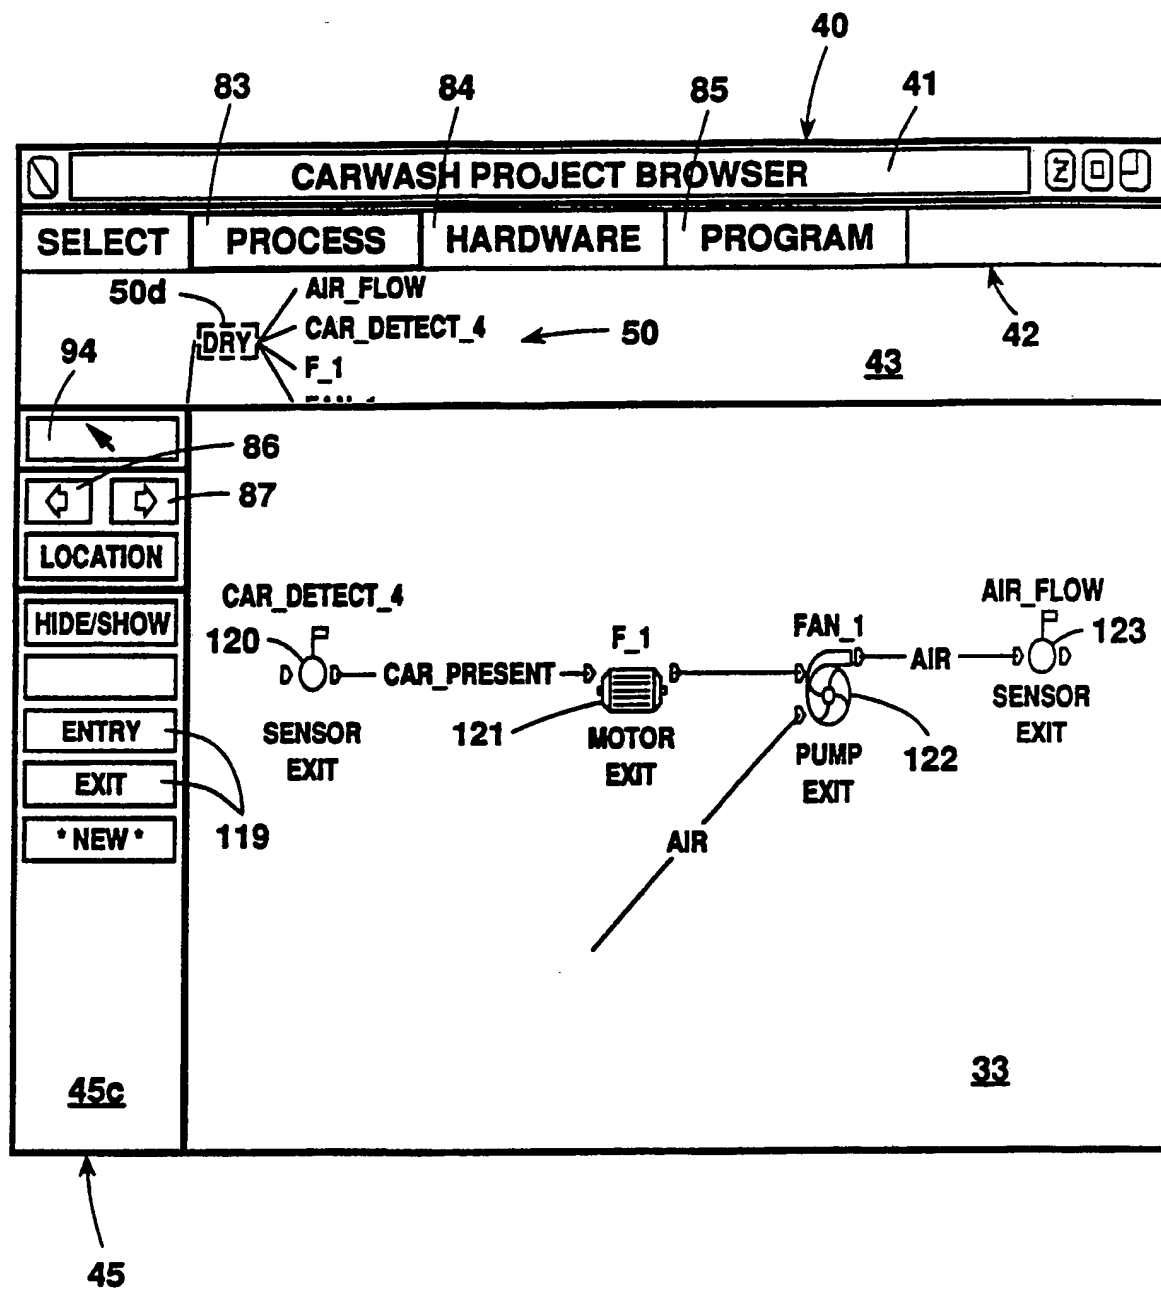 40
83
84
85
41
CARWASH PROJECT BROWSER
SELECT
PROCESS
HARDWARE
PROGRAM
50d
AIR_FLOW
DRY
CAR_DETECT_4
50
42
94
F_1
43
86
87
LOCATION
HIDE/SHOW
ENTRY
EXIT
* NEW *
119
CAR_DETECT_4
120
CAR_PRESENT
SENSOR
EXIT
F_1
121
MOTOR
EXIT
FAN_1
122
PUMP
EXIT
AIR
AIR_FLOW
123
SENSOR
EXIT
AIR
45c
33
45